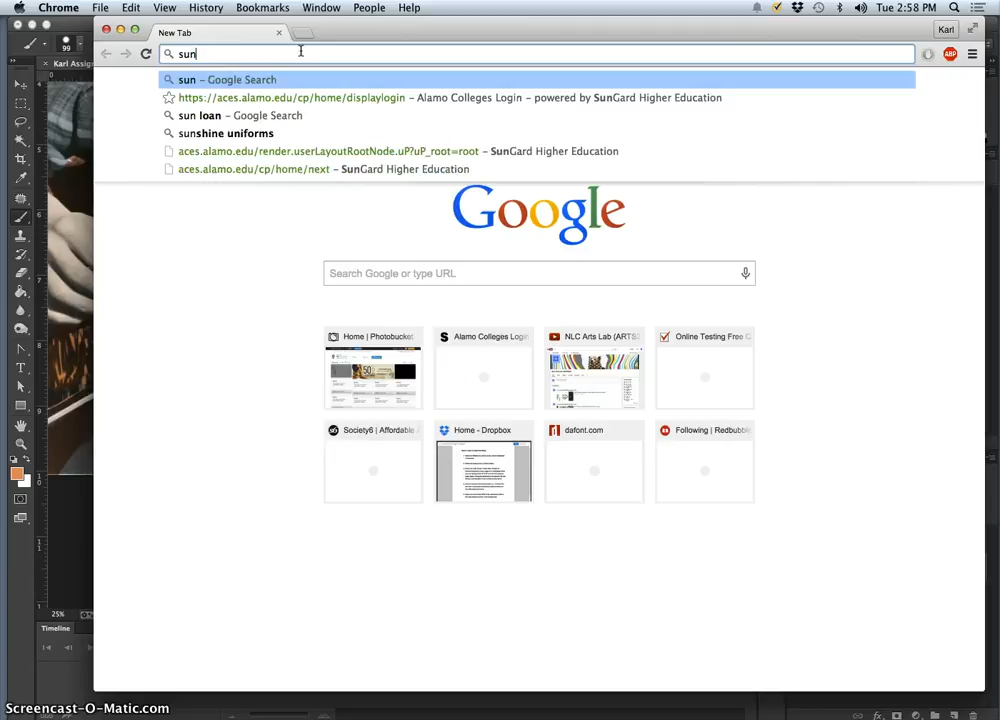 Chrome File Edit View History Bookmarks Window People Help Tue 2:58 PM
New Tab
Karl
99
sun
ABP
Karl Assig
sun – Google Search
https://aces.alamo.edu/cp/home/displaylogin – Alamo Colleges Login – powered by SunGard Higher Education
sun loan – Google Search
sunshine uniforms
aces.alamo.edu/render.userLayoutRootNode.uP?uP_root=root – SunGard Higher Education
aces.alamo.edu/cp/home/next – SunGard Higher Education
Google
Search Google or type URL
Home | Photobucket
Alamo Colleges Login
NLC Arts Lab (ARTS
Online Testing Free C
Society6 | Affordable
Home - Dropbox
dafont.com
Following | Redbubbl
25%
Timeline
Screencast-O-Matic.com